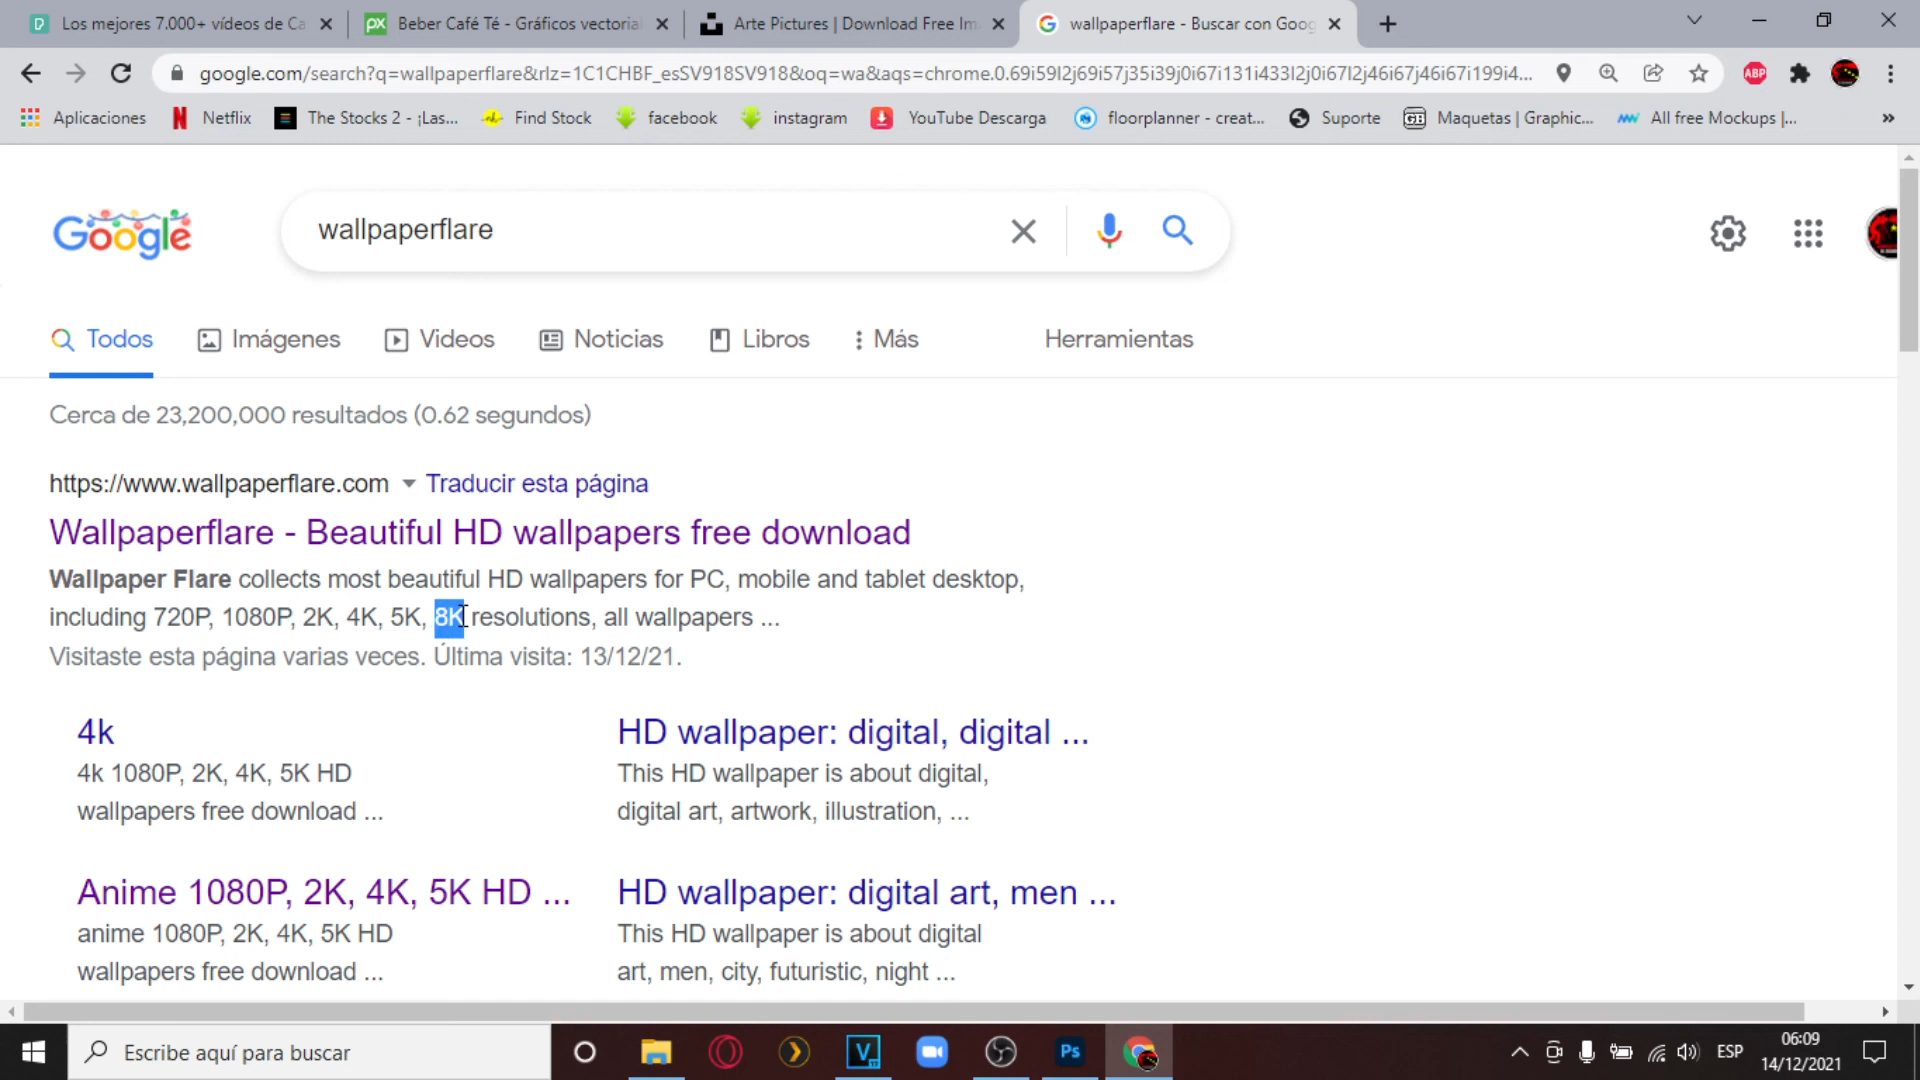 Los mejores 7.000+ vídeos de Ca
Beber Café Té - Gráficos vectoria
Arte Pictures | Download Free Im
wallpaperflare - Buscar con Goog
google.com/search?q=wallpaperflare&rlz=1C1CHBF_esSV918SV918&oq=wa&aqs=chrome.0.69i59l2j69i57j35i39j0i67i131i433l2j0i67l2j46i67j46i67i199i4...
ABP
Aplicaciones
Netflix
The Stocks 2 - ¡Las...
Find Stock
facebook
instagram
YouTube Descarga
floorplanner - creat...
Suporte
Maquetas | Graphic...
All free Mockups |...
Google
wallpaperflare
Todos
Imágenes
Videos
Noticias
Libros
Más
Herramientas
Cerca de 23,200,000 resultados (0.62 segundos)
https://www.wallpaperflare.com
Traducir esta página
Wallpaperflare - Beautiful HD wallpapers free download
Wallpaper Flare collects most beautiful HD wallpapers for PC, mobile and tablet desktop,
including 720P, 1080P, 2K, 4K, 5K, 8K resolutions, all wallpapers ...
Visitaste esta página varias veces. Última visita: 13/12/21.
4k
4k 1080P, 2K, 4K, 5K HD
wallpapers free download ...
HD wallpaper: digital, digital ...
This HD wallpaper is about digital,
digital art, artwork, illustration, ...
Anime 1080P, 2K, 4K, 5K HD ...
anime 1080P, 2K, 4K, 5K HD
wallpapers free download ...
HD wallpaper: digital art, men ...
This HD wallpaper is about digital
art, men, city, futuristic, night ...
Escribe aquí para buscar
Ps
ESP
06:09
14/12/2021